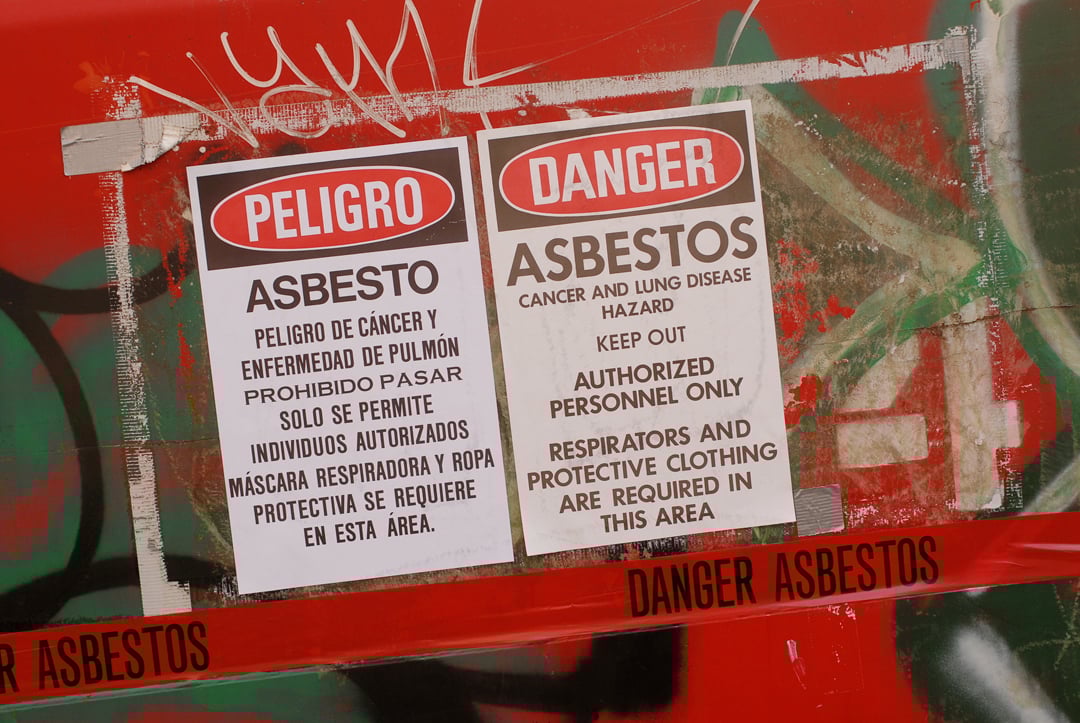 PELIGRO
ASBESTO
PELIGRO DE CÁNCER Y
ENFERMEDAD DE PULMÓN
PROHIBIDO PASAR
SOLO SE PERMITE
INDIVIDUOS AUTORIZADOS
MÁSCARA RESPIRADORA Y ROPA
PROTECTIVA SE REQUIERE
EN ESTA ÁREA.
DANGER
ASBESTOS
CANCER AND LUNG DISEASE
HAZARD
KEEP OUT
AUTHORIZED
PERSONNEL ONLY
RESPIRATORS AND
PROTECTIVE CLOTHING
ARE REQUIRED IN
THIS AREA
R ASBESTOS
DANGER ASBESTOS